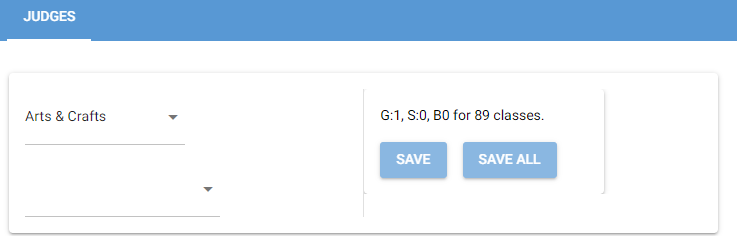 JUDGES
Arts & Crafts
G:1, S:0, B0 for 89 classes.
SAVE
SAVE ALL